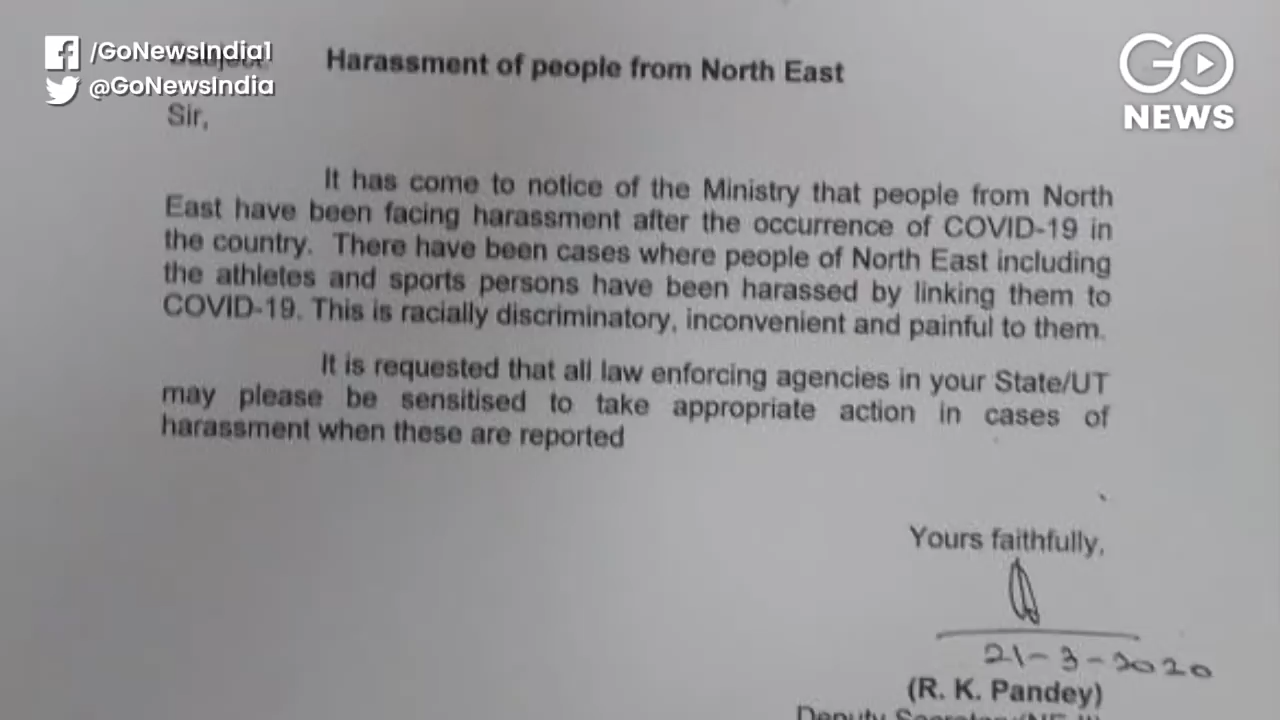 /GoNewsIndia1
@GoNewsIndia
GO
NEWS
Subject Harassment of people from North East
Sir,
It has come to notice of the Ministry that people from North
East have been facing harassment after the occurrence of COVID-19 in
the country. There have been cases where people of North East including
the athletes and sports persons have been harassed by linking them to
COVID-19. This is racially discriminatory, inconvenient and painful to them.
It is requested that all law enforcing agencies in your State/UT
may please be sensitised to take appropriate action in cases of
harassment when these are reported
Yours faithfully,
21-3-2020
(R. K. Pandey)
Deputy Secretary